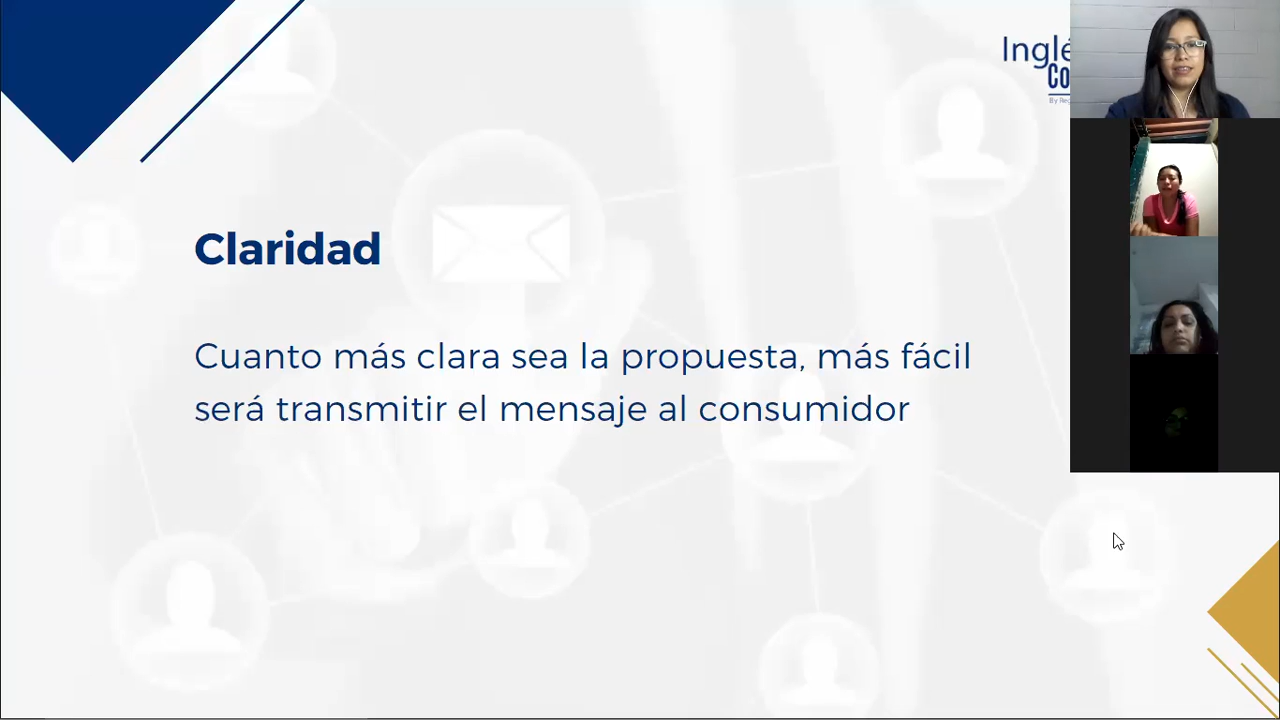 Claridad
Cuanto más clara sea la propuesta, más fácil
será transmitir el mensaje al consumidor